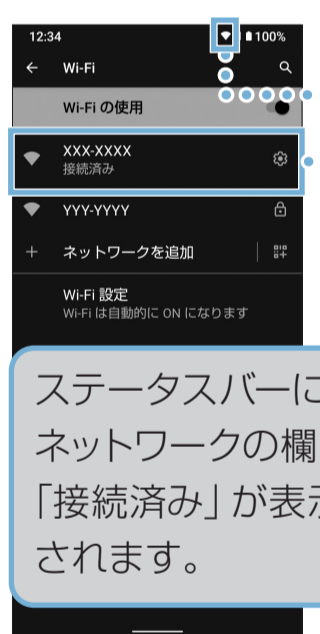 12:34
100%
Wi-Fi
Wi-Fi の使用
XXX-XXXX
接続済み
YYY-YYYY
ネットワークを追加
Wi-Fi 設定
Wi-Fi は自動的に ON になります
ステータスバーに
ネットワークの欄
「接続済み」が表
されます。